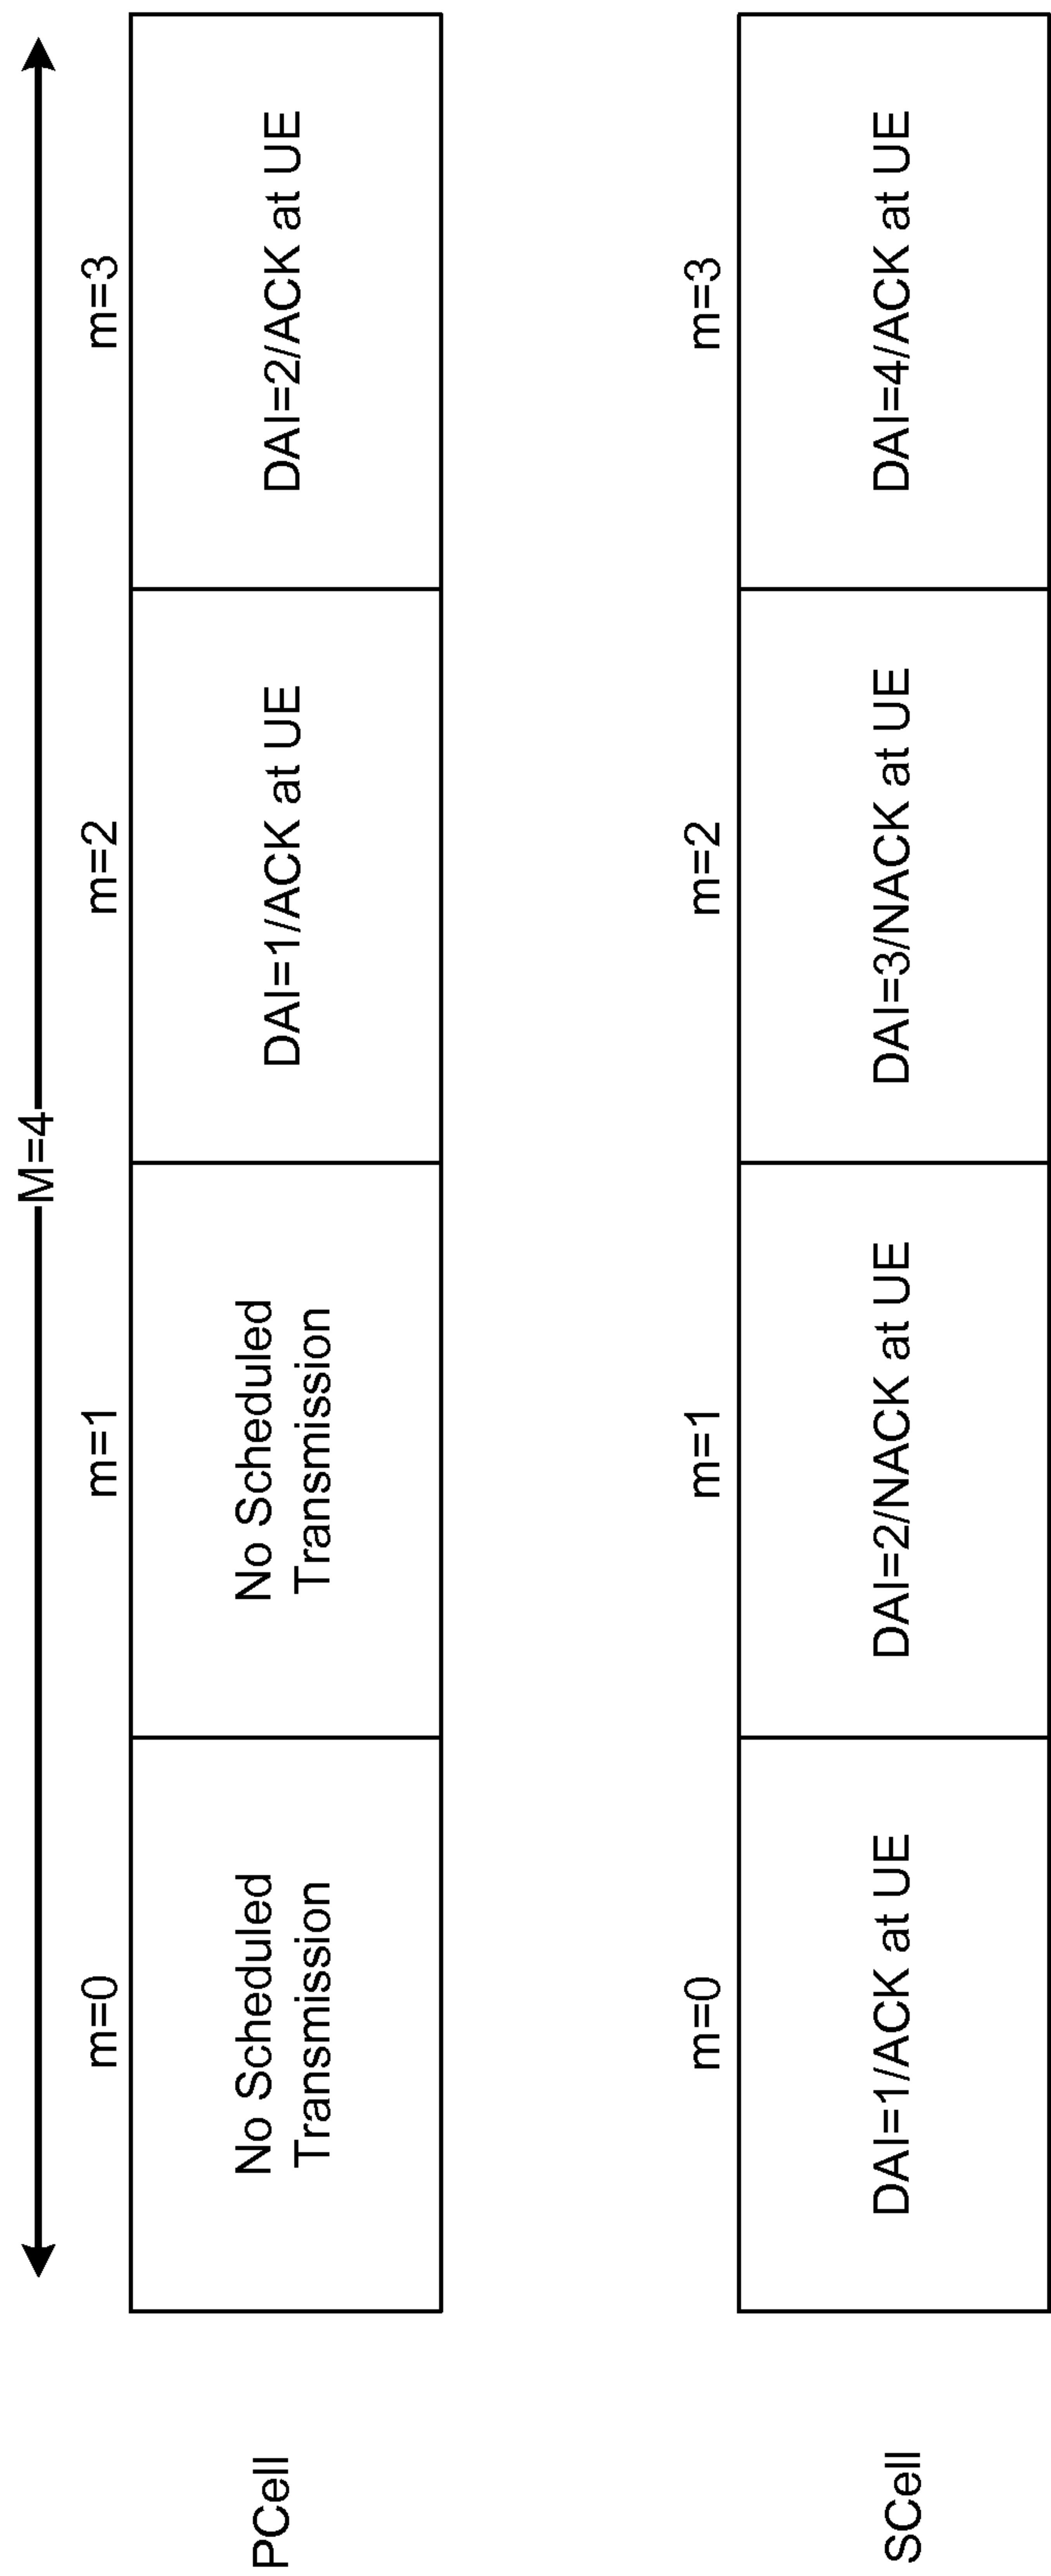 M=4
m=0
m=1
m=2
m=3
PCell
No Scheduled
Transmission
No Scheduled
Transmission
DAI=1/ACK at UE
DAI=2/ACK at UE
m=0
m=1
m=2
m=3
SCell
DAI=1/ACK at UE
DAI=2/NACK at UE
DAI=3/NACK at UE
DAI=4/ACK at UE